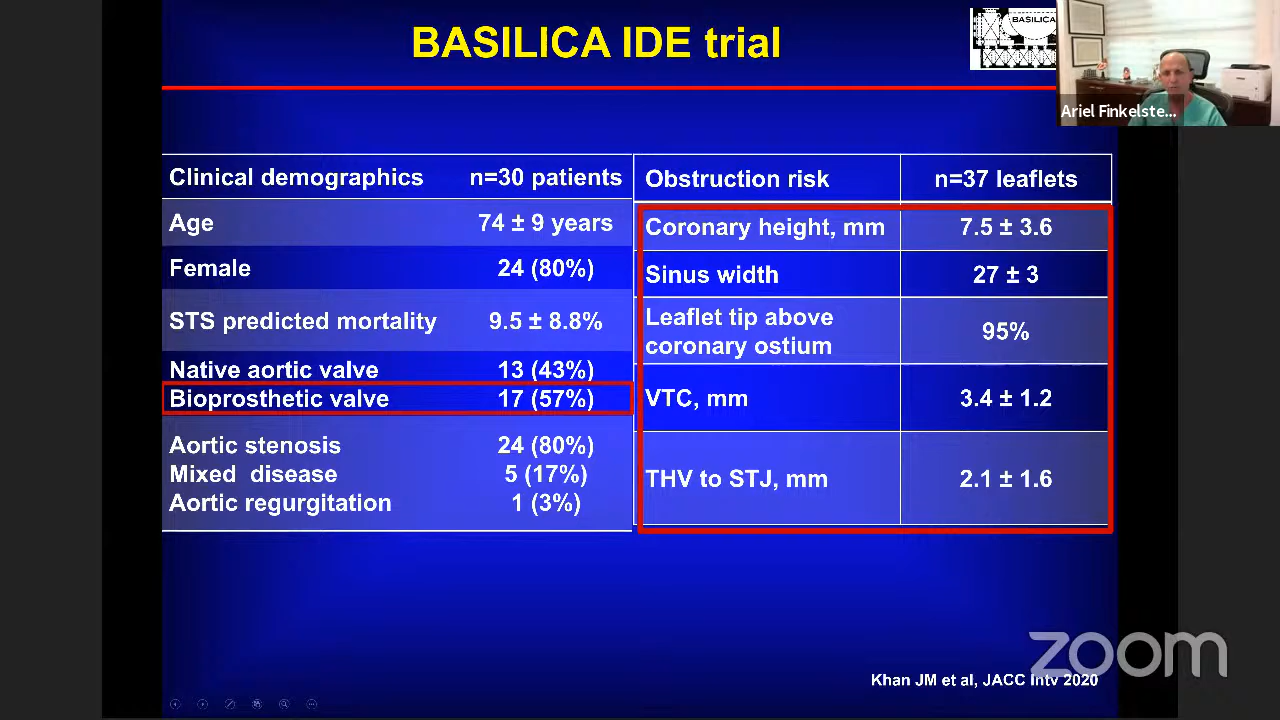 BASILICA IDE trial
BASILICA
Ariel Finkelste...
Clinical demographics n=30 patients
Age 74 ± 9 years
Female 24 (80%)
STS predicted mortality 9.5 ± 8.8%
Native aortic valve 13 (43%)
Bioprosthetic valve 17 (57%)
Aortic stenosis 24 (80%)
Mixed disease 5 (17%)
Aortic regurgitation 1 (3%)
Obstruction risk n=37 leaflets
Coronary height, mm 7.5 ± 3.6
Sinus width 27 ± 3
Leaflet tip above
coronary ostium 95%
VTC, mm 3.4 ± 1.2
THV to STJ, mm 2.1 ± 1.6
zoom
Khan JM et al, JACC Intv 2020